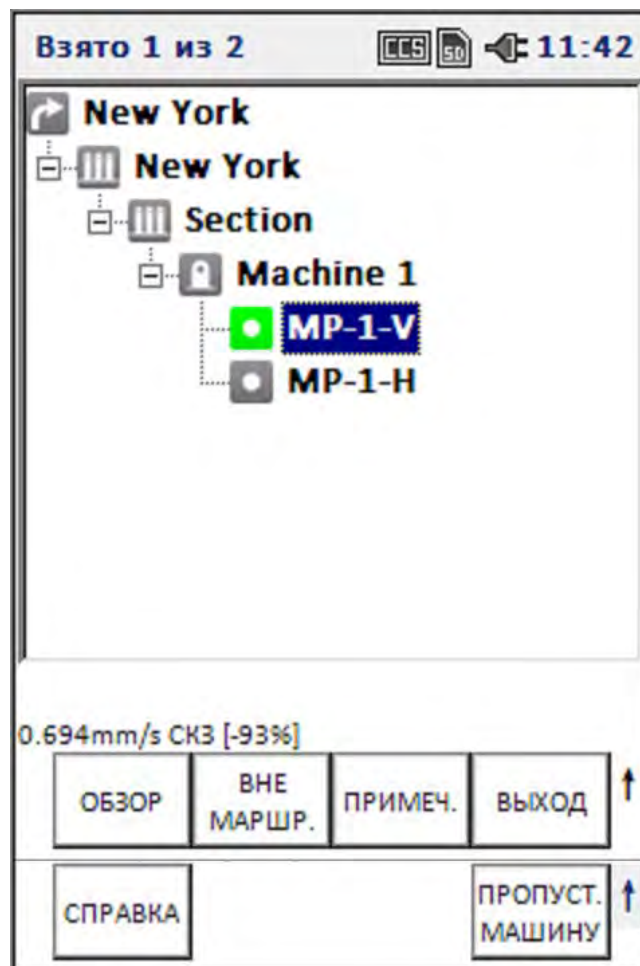 Взято 1 из 2 CCS SD 11:42
New York
New York
Section
Machine 1
MP-1-V
MP-1-H
0.694mm/s СКЗ [-93%]
ОБЗОР ВНЕ МАРШР. ПРИМЕЧ. ВЫХОД
СПРАВКА ПРОПУСТ. МАШИНУ